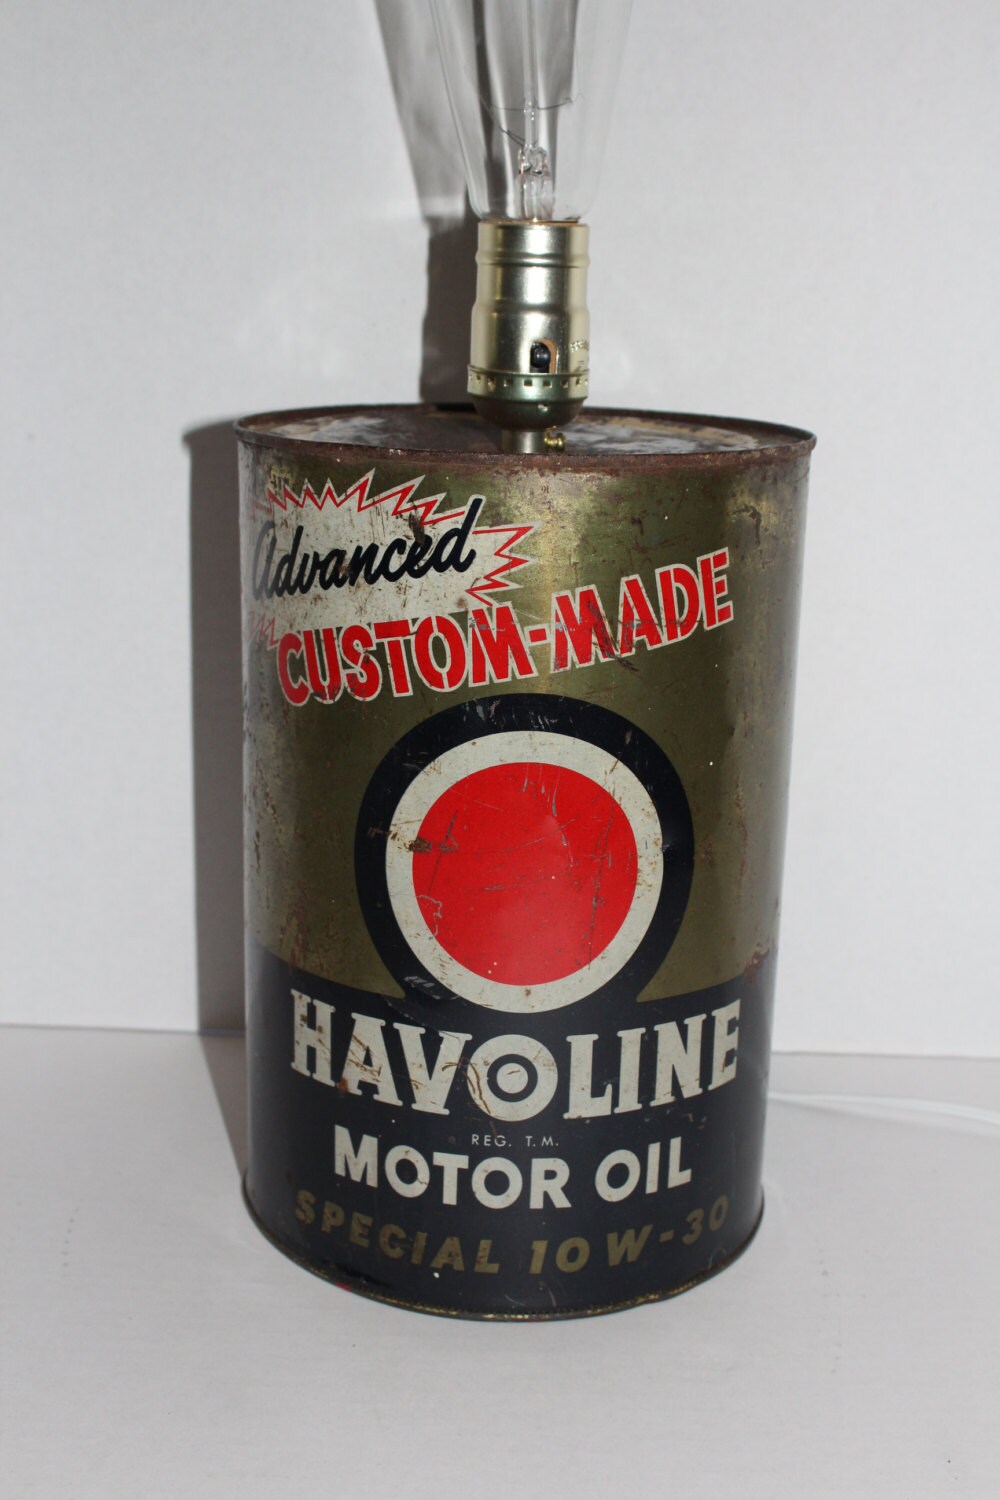 Advanced
CUSTOM-MADE
HAVOLINE
REG. T.M.
MOTOR OIL
SPECIAL 10W-30